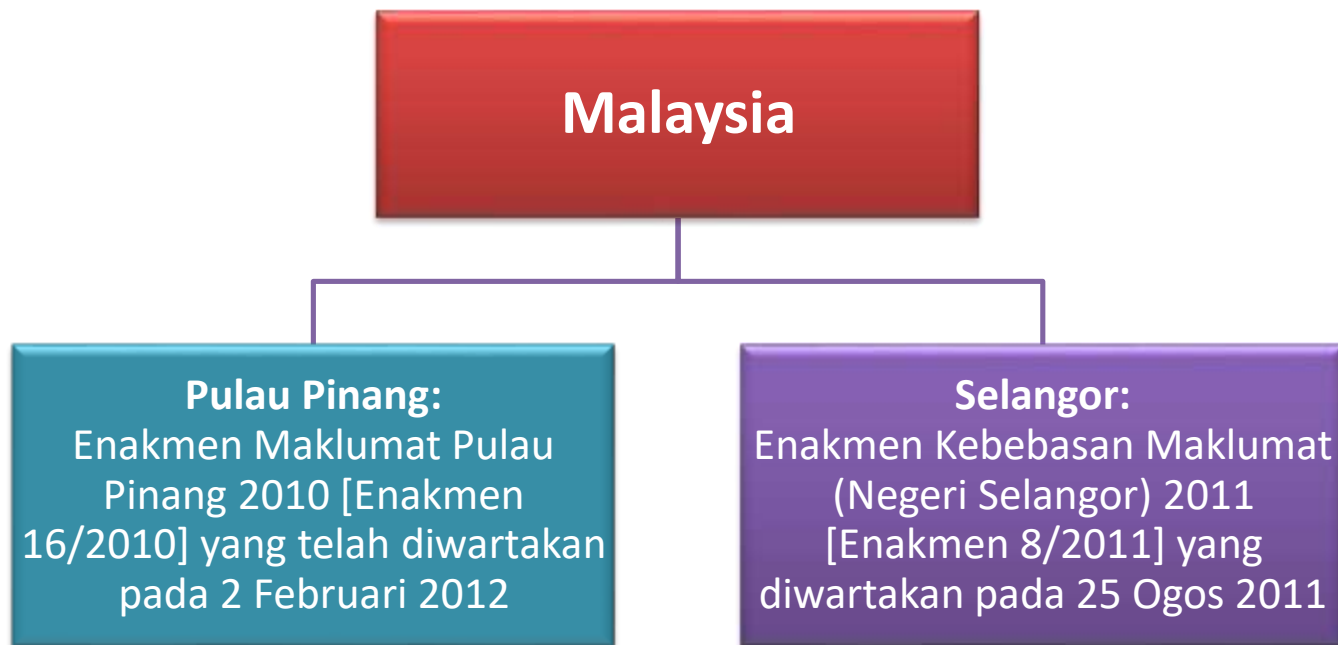 Malaysia
Pulau Pinang:
Enakmen Maklumat Pulau
Pinang 2010 [Enakmen
16/2010] yang telah diwartakan
pada 2 Februari 2012
Selangor:
Enakmen Kebebasan Maklumat
(Negeri Selangor) 2011
[Enakmen 8/2011] yang
diwartakan pada 25 Ogos 2011